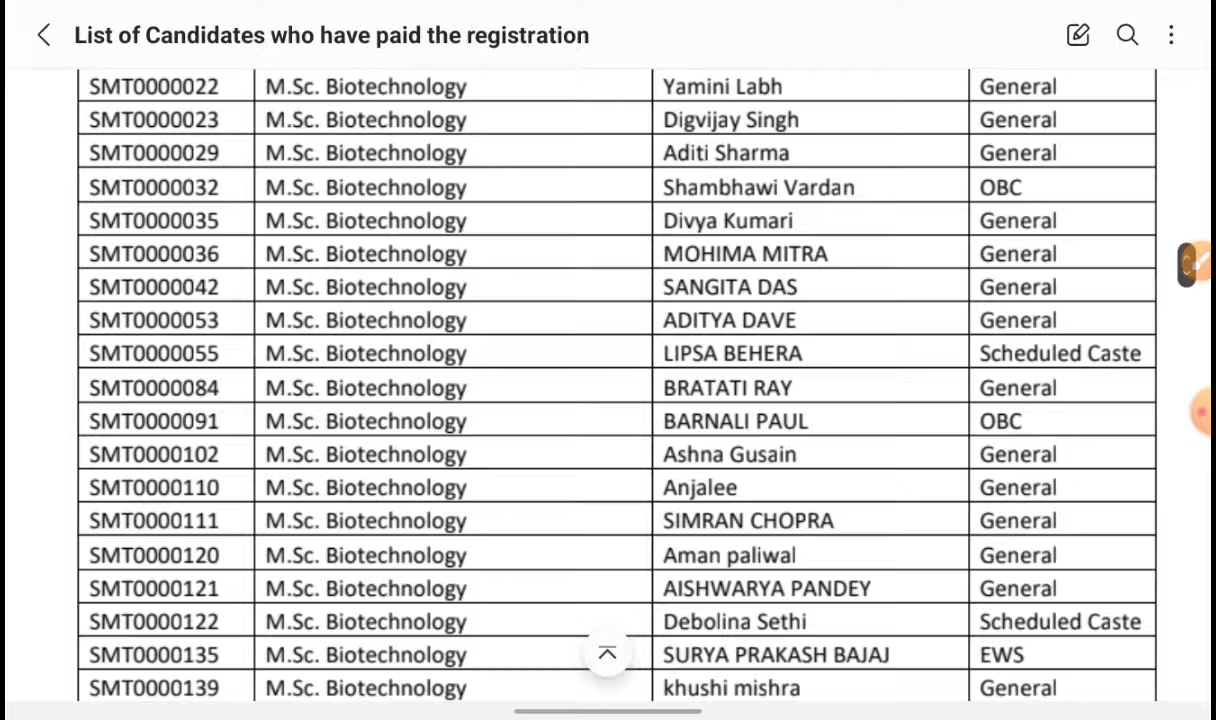 List of Candidates who have paid the registration
SMT0000022 M.Sc. Biotechnology Yamini Labh General
SMT0000023 M.Sc. Biotechnology Digvijay Singh General
SMT0000029 M.Sc. Biotechnology Aditi Sharma General
SMT0000032 M.Sc. Biotechnology Shambhawi Vardan OBC
SMT0000035 M.Sc. Biotechnology Divya Kumari General
SMT0000036 M.Sc. Biotechnology MOHIMA MITRA General
SMT0000042 M.Sc. Biotechnology SANGITA DAS General
SMT0000053 M.Sc. Biotechnology ADITYA DAVE General
SMT0000055 M.Sc. Biotechnology LIPSA BEHERA Scheduled Caste
SMT0000084 M.Sc. Biotechnology BRATATI RAY General
SMT0000091 M.Sc. Biotechnology BARNALI PAUL OBC
SMT0000102 M.Sc. Biotechnology Ashna Gusain General
SMT0000110 M.Sc. Biotechnology Anjalee General
SMT0000111 M.Sc. Biotechnology SIMRAN CHOPRA General
SMT0000120 M.Sc. Biotechnology Aman paliwal General
SMT0000121 M.Sc. Biotechnology AISHWARYA PANDEY General
SMT0000122 M.Sc. Biotechnology Debolina Sethi Scheduled Caste
SMT0000135 M.Sc. Biotechnology SURYA PRAKASH BAJAJ EWS
SMT0000139 M.Sc. Biotechnology khushi mishra General